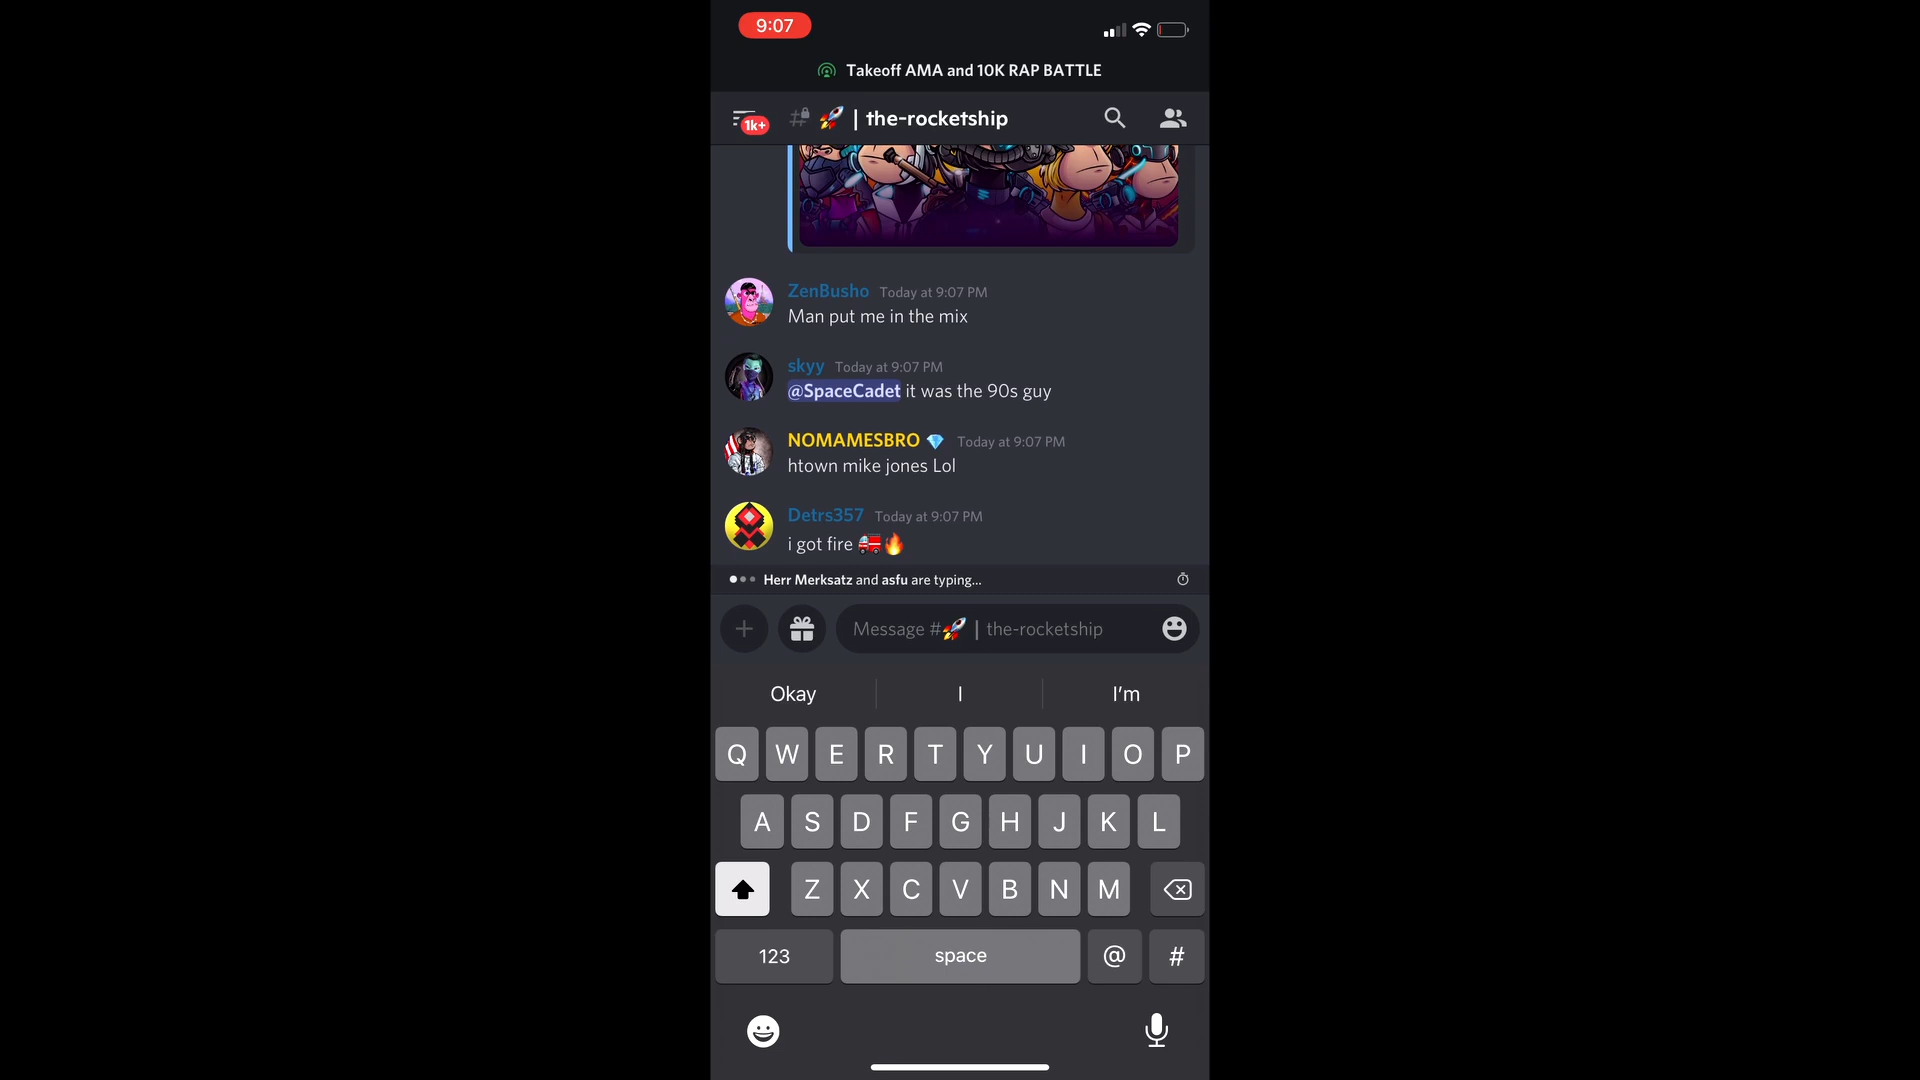 9:07
Takeoff AMA and 10K RAP BATTLE
1k+
# 🚀 | the-rocketship
ZenBusho Today at 9:07 PM
Man put me in the mix
skyy Today at 9:07 PM
@SpaceCadet it was the 90s guy
NOMAMESBRO 💎 Today at 9:07 PM
htown mike jones Lol
Detrs357 Today at 9:07 PM
i got fire 🚒🔥
Herr Merksatz and asfu are typing...
Message #🚀 | the-rocketship
Okay I I'm
Q W E R T Y U I O P
A S D F G H J K L
Z X C V B N M
123 space @ #